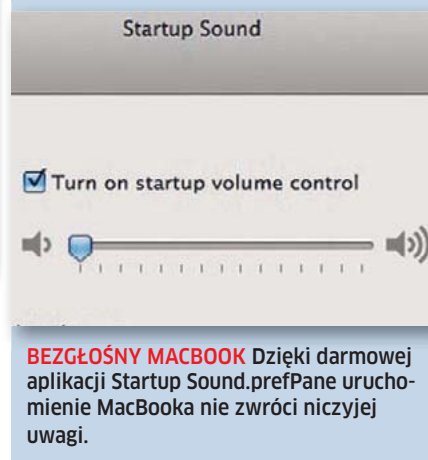 Startup Sound
Turn on startup volume control
BEZGŁOŚNY MACBOOK Dzięki darmowej
aplikacji Startup Sound.prefPane urucho-
mienie MacBooka nie zwróci niczyjej
uwagi.